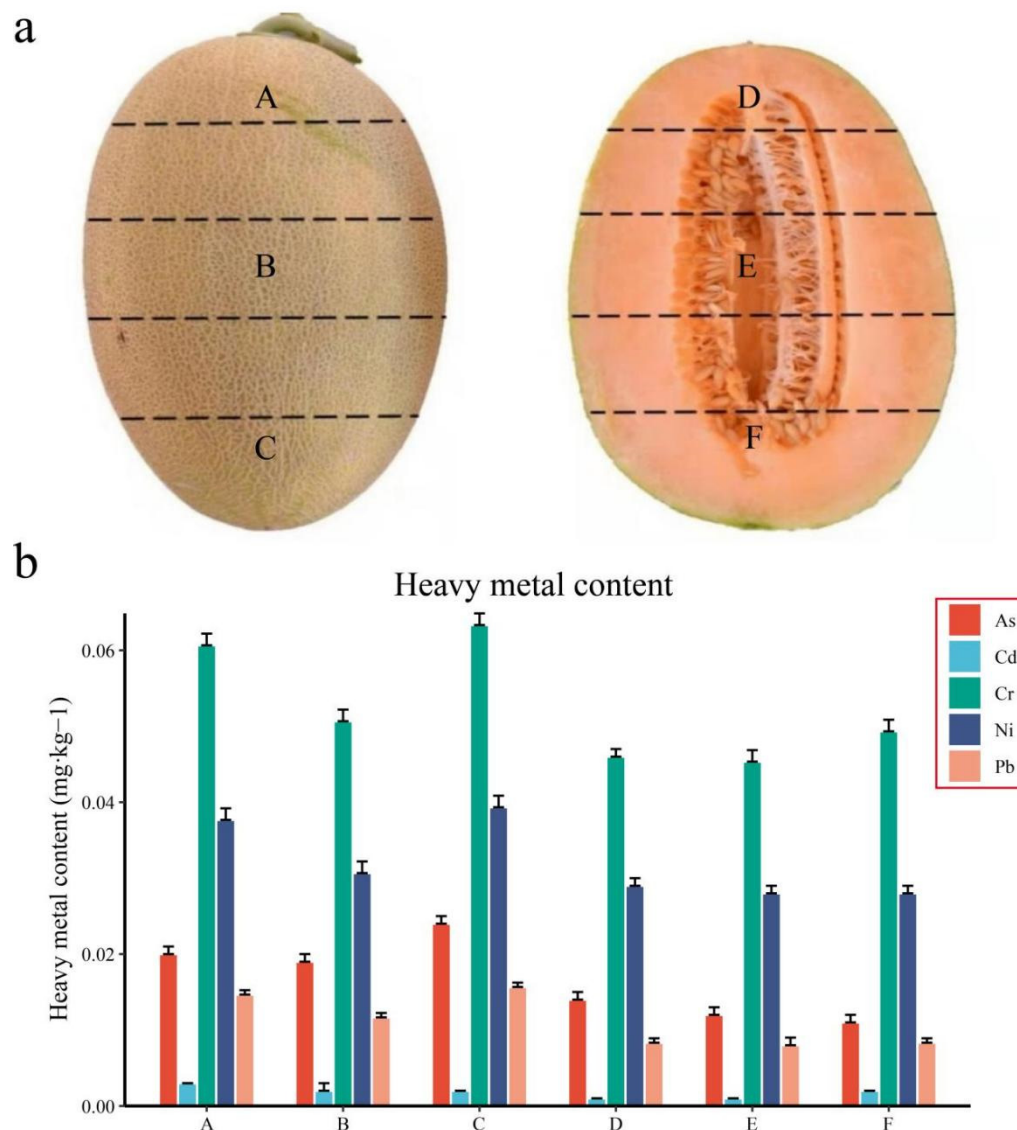 a
A
B
C
D
E
F
b
Heavy metal content
Heavy metal content (mg·kg−1)
0.06
0.04
0.02
0.00
A
B
C
D
E
F
As
Cd
Cr
Ni
Pb